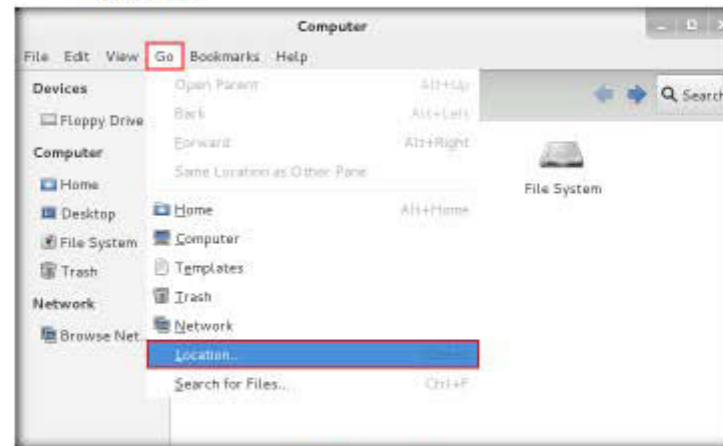 Computer
File Edit View Go Bookmarks Help
Devices
Floppy Drive
Computer
Home
Desktop
File System
Trash
Network
Browse Net
Open Parent Alt+Up
Back Alt+Left
Forward Alt+Right
Same Location as Other Pane
Home Alt+Home
Computer
Templates
Trash
Network
Location...
Search for Files... Ctrl+F
Search
File System